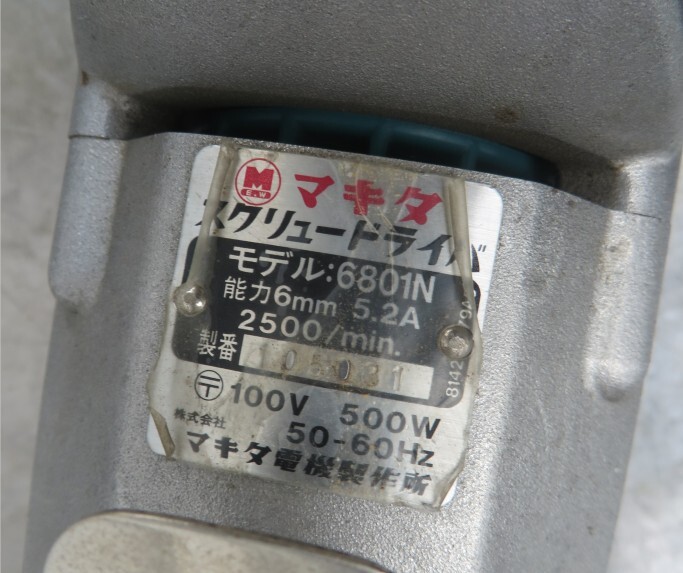 M E.W マキタ
スクリュードライバ
モデル:6801N
能力6mm 5.2A
2500/min.
製番
〒 100V 500W
50-60Hz
株式会社
マキタ電機製作所